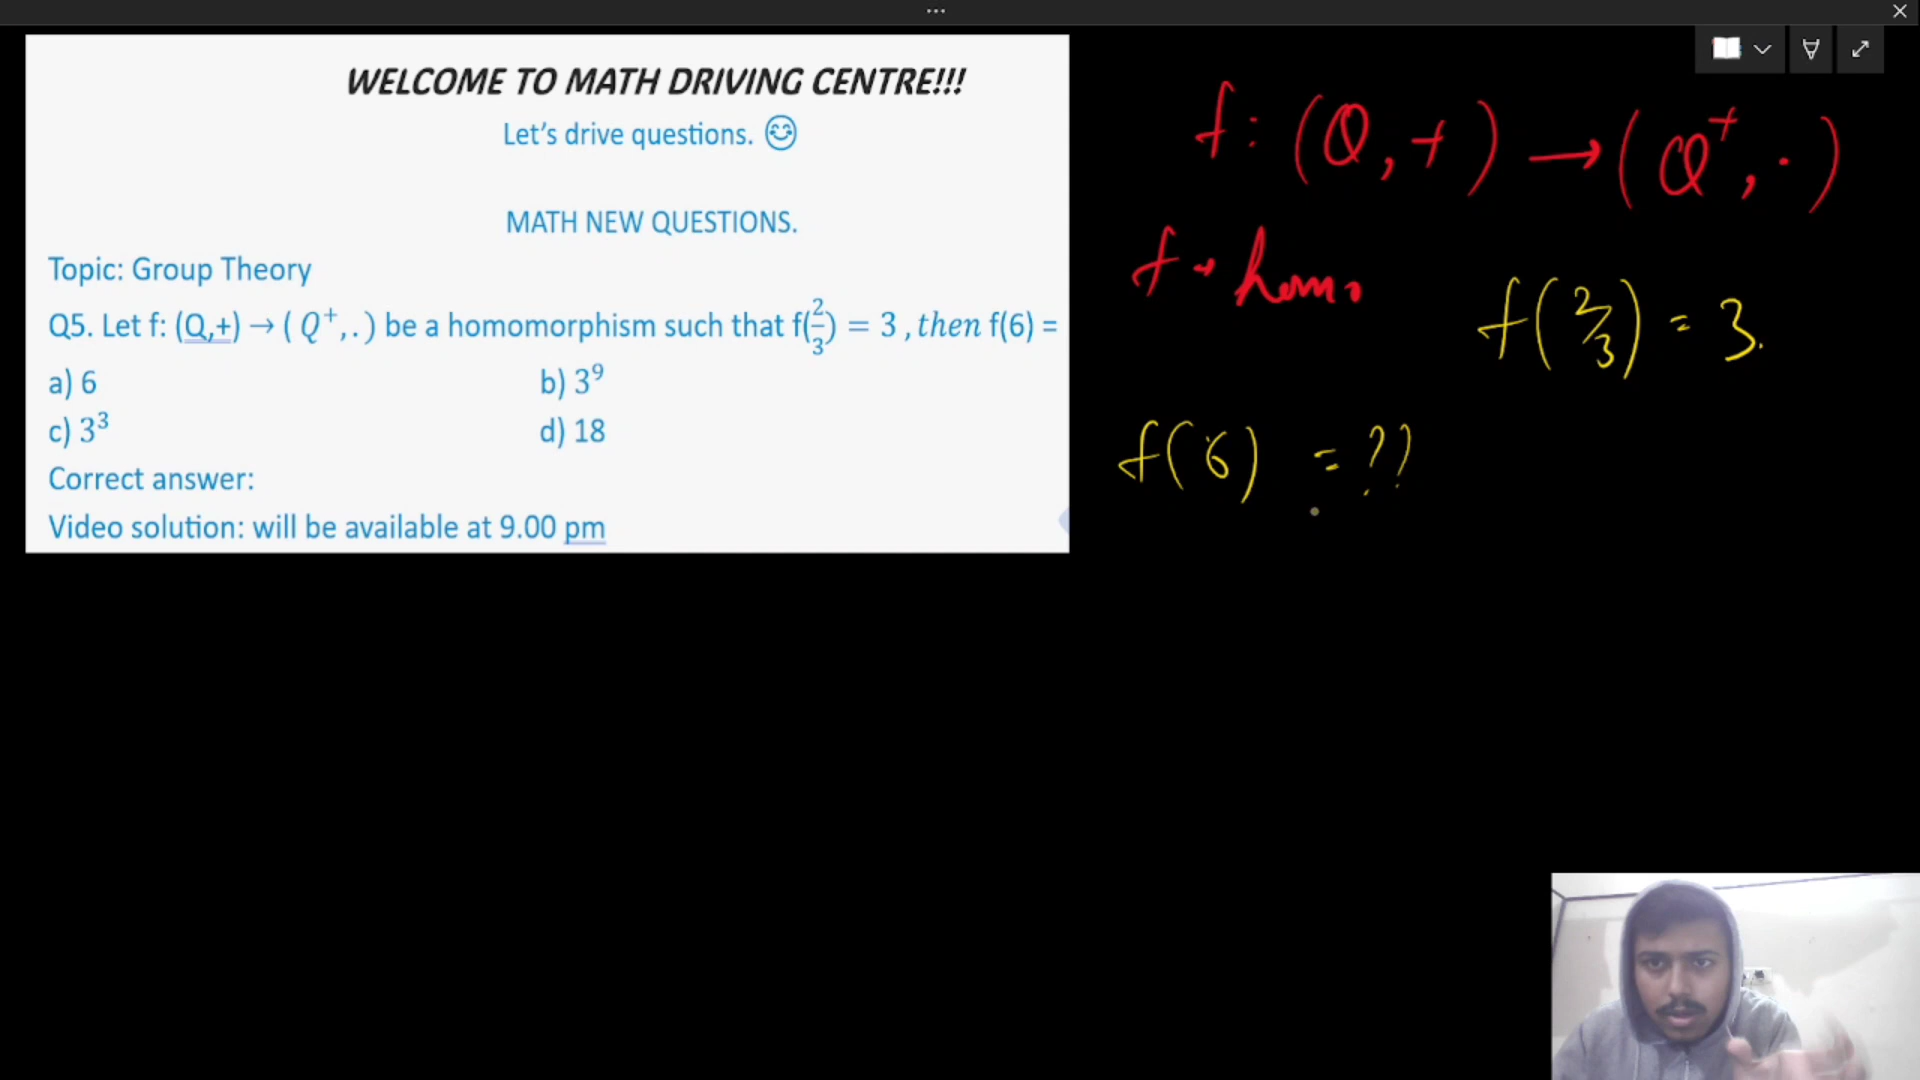 WELCOME TO MATH DRIVING CENTRE!!!
Let's drive questions. 😊
MATH NEW QUESTIONS.
Topic: Group Theory
Q5. Let f: (Q,+) → ( Q⁺,. ) be a homomorphism such that f(2/3) = 3 , then f(6) =
a) 6 b) 3⁹
c) 3³ d) 18
Correct answer:
Video solution: will be available at 9.00 pm
f: (Q, +) → (Q⁺, ·)
f → homo
f(2/3) = 3.
f(6) = ??